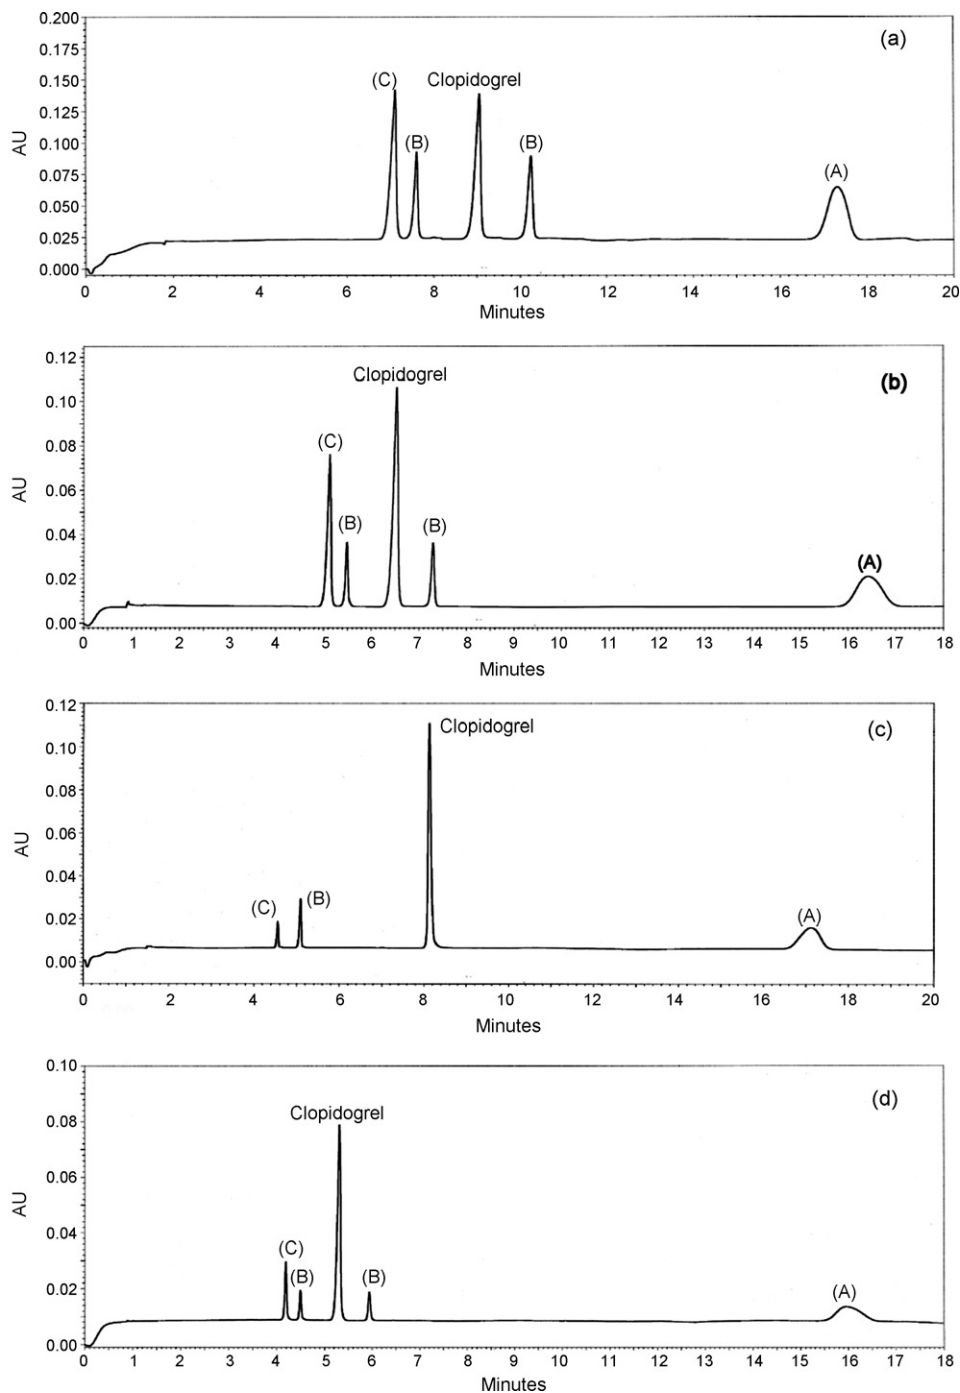 0.200
(a)
0.175
0.150
(C)
Clopidogrel
0.125
AU
0.100
(B)
(B)
0.075
(A)
0.050
0.025
0.000
0 2 4 6 8 10 12 14 16 18 20
Minutes
0.12
Clopidogrel
(b)
0.10
0.08
(C)
AU
0.06
(B)
(B)
0.04
(A)
0.02
0.00
0 1 2 3 4 5 6 7 8 9 10 11 12 13 14 15 16 17 18
Minutes
0.12
Clopidogrel
(c)
0.10
0.08
AU
0.06
0.04
(C)
(B)
(A)
0.02
0.00
0 2 4 6 8 10 12 14 16 18 20
Minutes
0.10
Clopidogrel
(d)
0.08
0.06
AU
0.04
(C)
(B)
(B)
(A)
0.02
0.00
0 1 2 3 4 5 6 7 8 9 10 11 12 13 14 15 16 17 18
Minutes